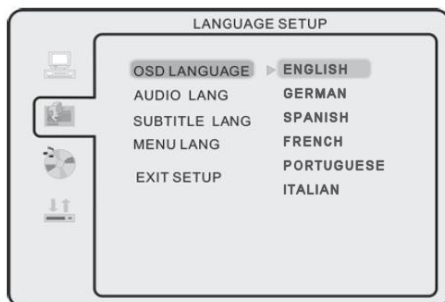 LANGUAGE SETUP
OSD LANGUAGE
AUDIO LANG
SUBTITLE LANG
MENU LANG
EXIT SETUP
ENGLISH
GERMAN
SPANISH
FRENCH
PORTUGUESE
ITALIAN